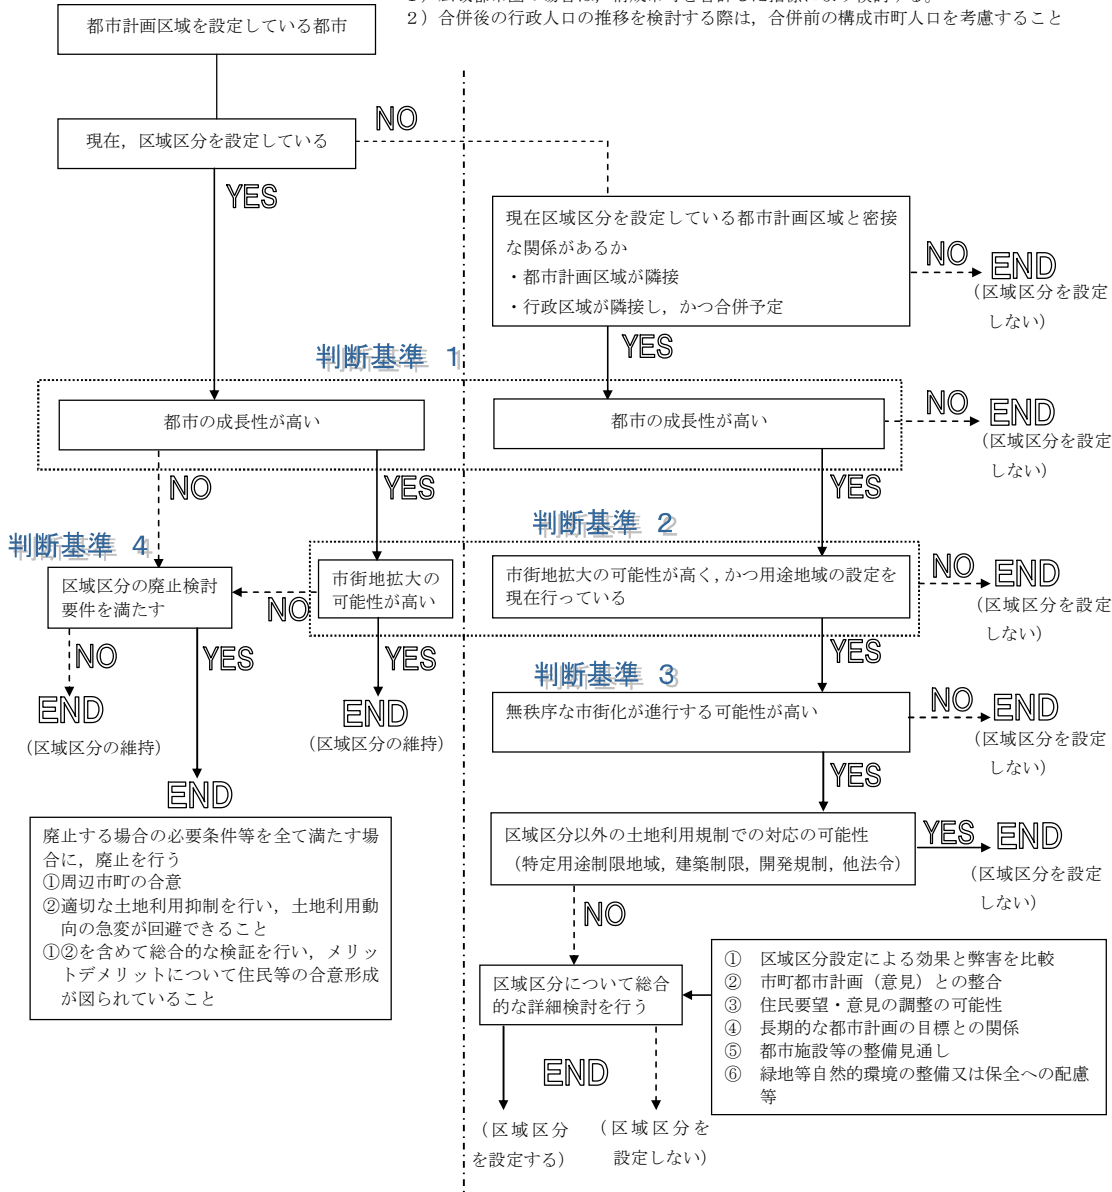 2）合併後の行政人口の推移を検討する際は，合併前の構成市町人口を考慮すること
都市計画区域を設定している都市
現在，区域区分を設定している
NO
YES
現在区域区分を設定している都市計画区域と密接
な関係があるか
・都市計画区域が隣接
・行政区域が隣接し，かつ合併予定
NO
END
（区域区分を設定
しない）
YES
判断基準 1
都市の成長性が高い
都市の成長性が高い
NO
END
（区域区分を設定
しない）
NO
YES
YES
判断基準 2
判断基準 4
区域区分の廃止検討
要件を満たす
NO
市街地拡大の
可能性が高い
市街地拡大の可能性が高く，かつ用途地域の設定を
現在行っている
NO
END
（区域区分を設定
しない）
NO
YES
YES
YES
END
（区域区分の維持）
END
（区域区分の維持）
判断基準 3
無秩序な市街化が進行する可能性が高い
NO
END
（区域区分を設定
しない）
YES
END
廃止する場合の必要条件等を全て満たす場
合に，廃止を行う
①周辺市町の合意
②適切な土地利用抑制を行い，土地利用動
向の急変が回避できること
①②を含めて総合的な検証を行い，メリッ
トデメリットについて住民等の合意形成
が図られていること
区域区分以外の土地利用規制での対応の可能性
（特定用途制限地域，建築制限，開発規制，他法令）
YES
END
（区域区分を設定
しない）
NO
区域区分について総合
的な詳細検討を行う
① 区域区分設定による効果と弊害を比較
② 市町都市計画（意見）との整合
③ 住民要望・意見の調整の可能性
④ 長期的な都市計画の目標との関係
⑤ 都市施設等の整備見通し
⑥ 緑地等自然的環境の整備又は保全への配慮
等
END
（区域区分
を設定する）
（区域区分を
設定しない）